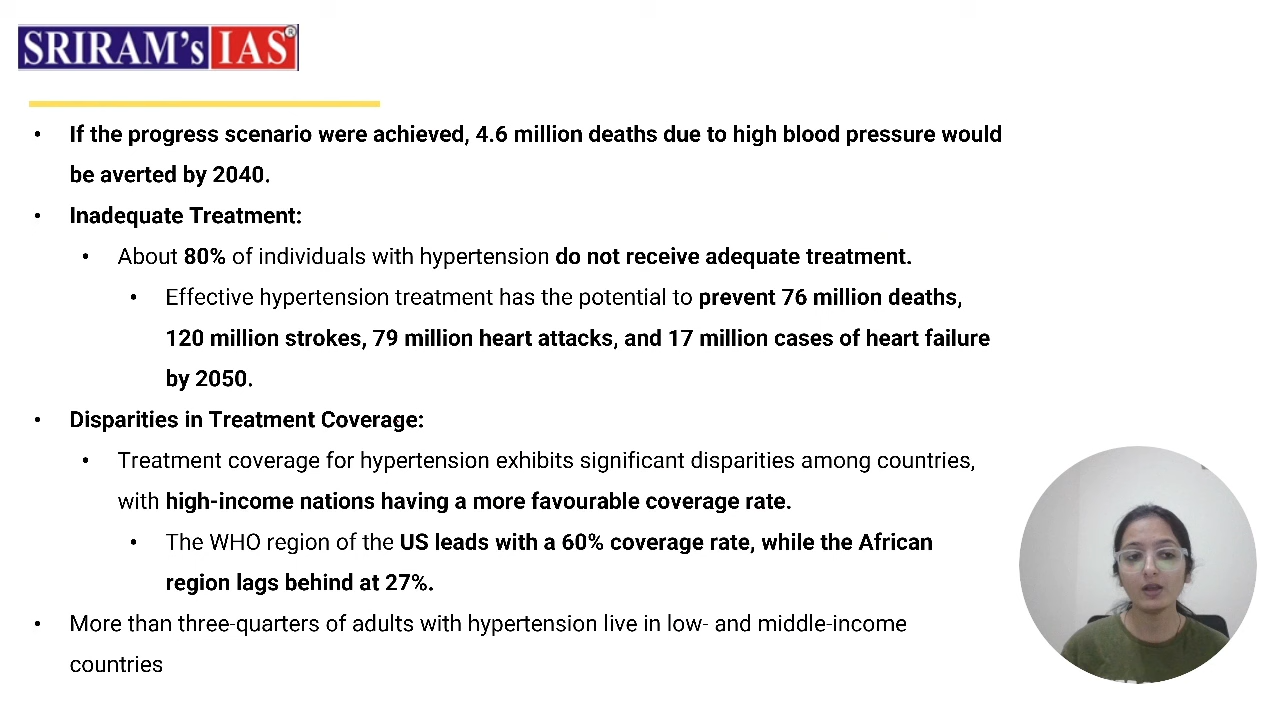 SRIRAM's IAS®
• If the progress scenario were achieved, 4.6 million deaths due to high blood pressure would
be averted by 2040.
• Inadequate Treatment:
• About 80% of individuals with hypertension do not receive adequate treatment.
• Effective hypertension treatment has the potential to prevent 76 million deaths,
120 million strokes, 79 million heart attacks, and 17 million cases of heart failure
by 2050.
• Disparities in Treatment Coverage:
• Treatment coverage for hypertension exhibits significant disparities among countries,
with high-income nations having a more favourable coverage rate.
• The WHO region of the US leads with a 60% coverage rate, while the African
region lags behind at 27%.
• More than three-quarters of adults with hypertension live in low- and middle-income
countries